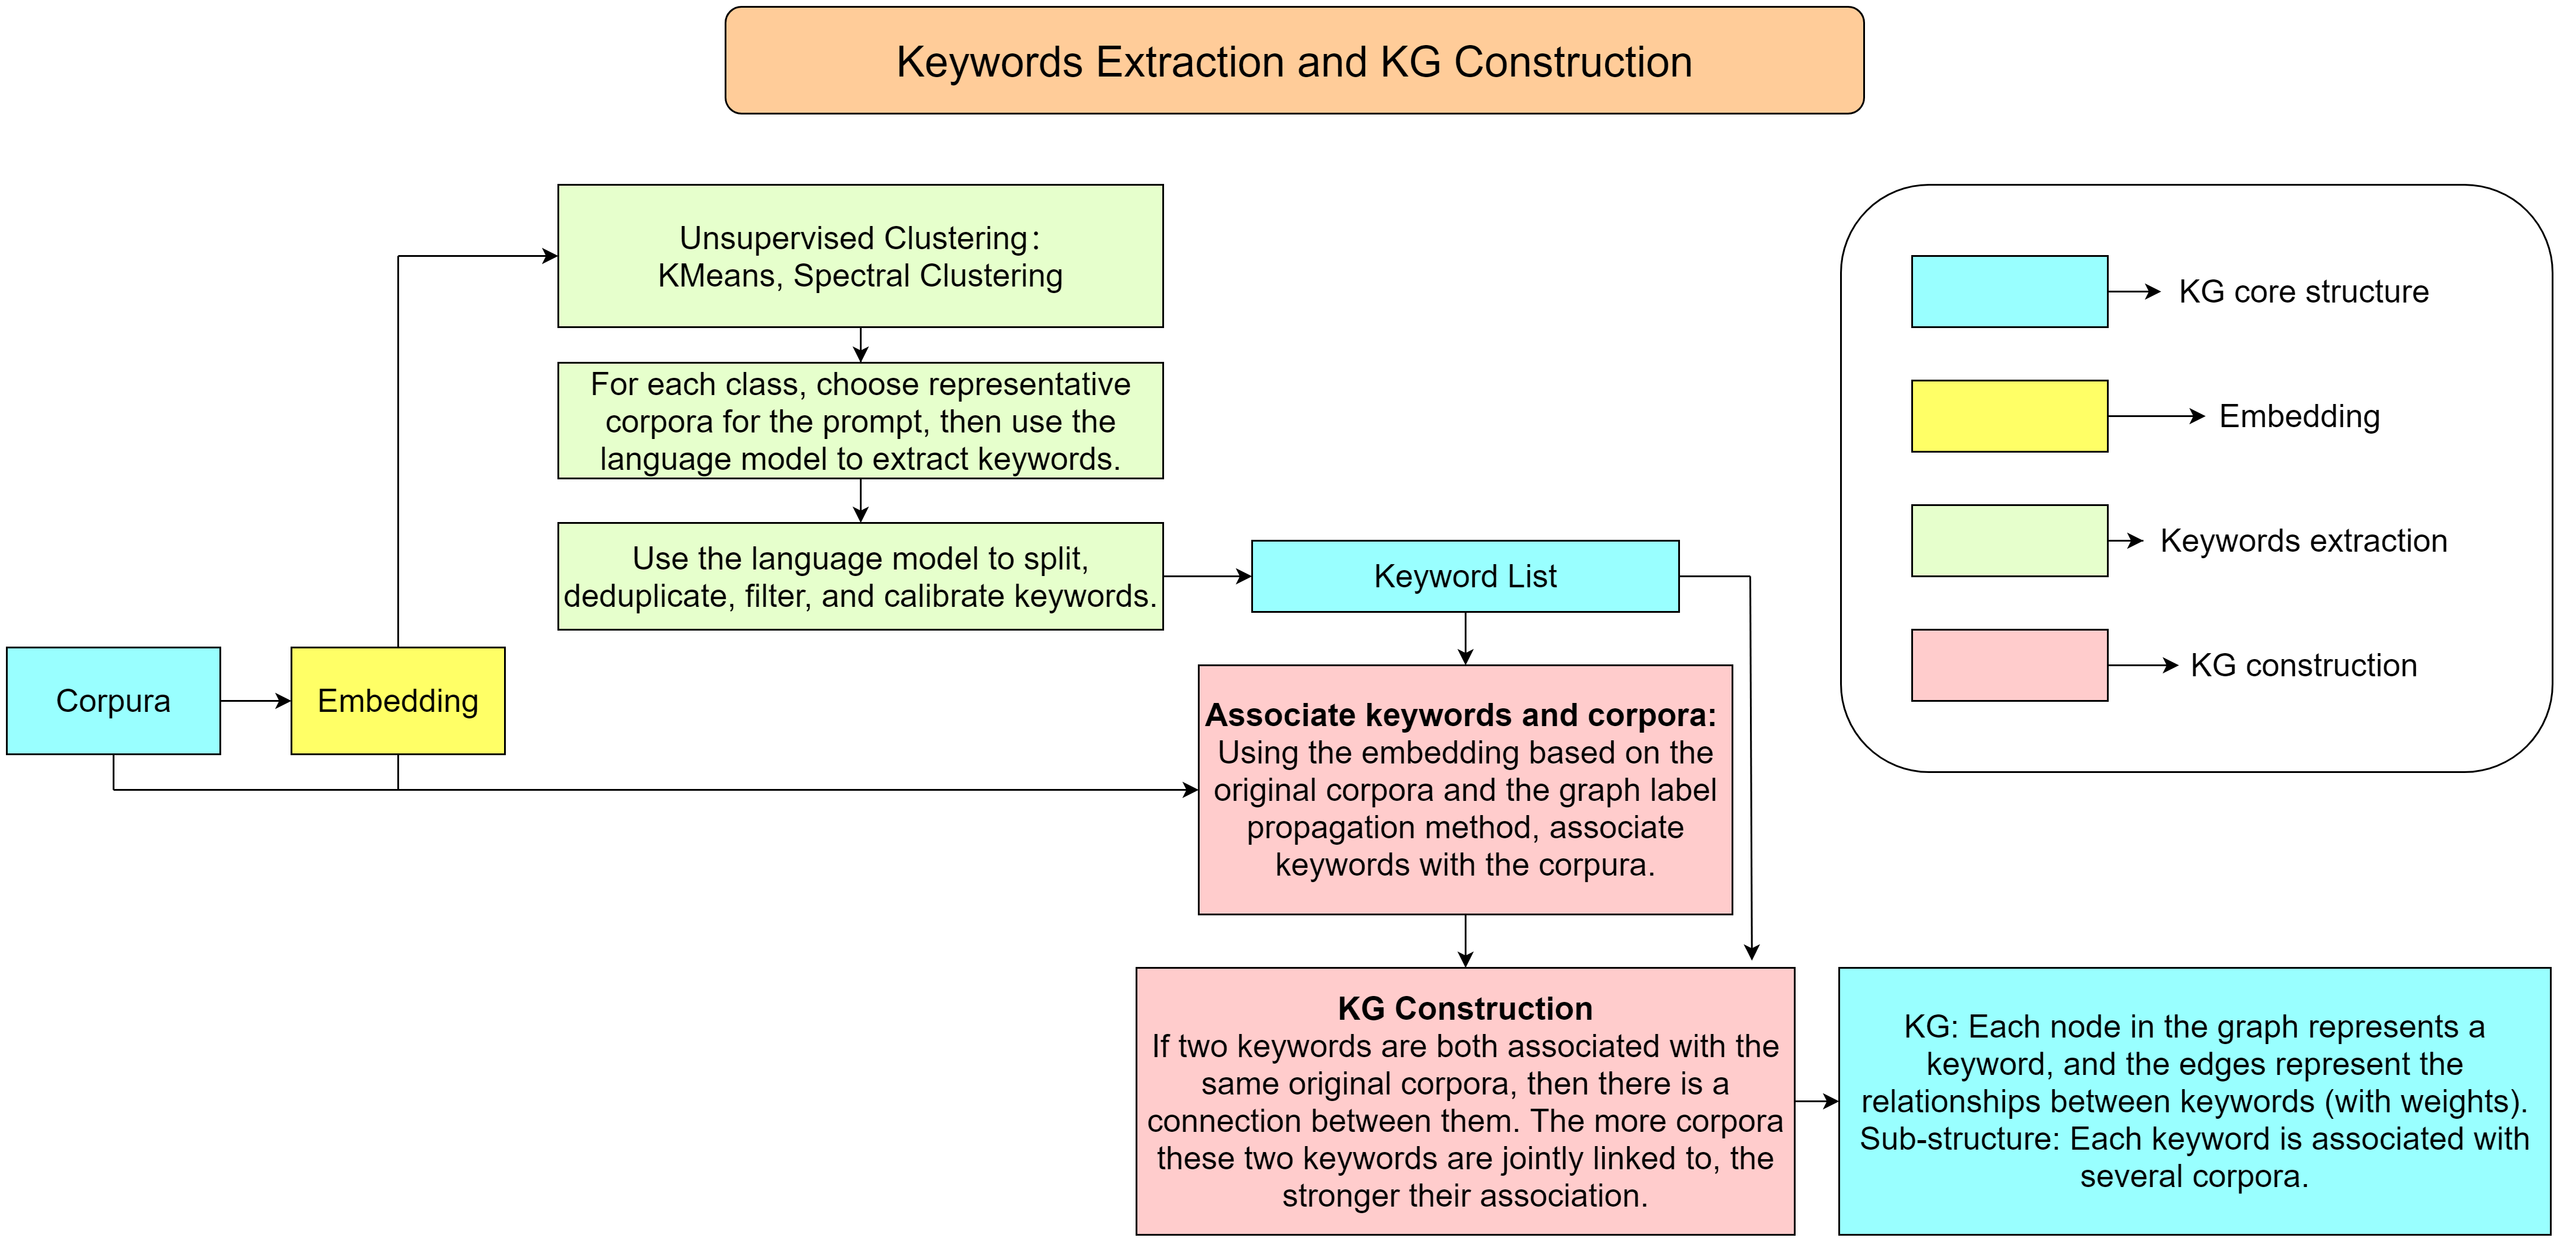 Keywords Extraction and KG Construction
Unsupervised Clustering：
KMeans, Spectral Clustering
For each class, choose representative
corpora for the prompt, then use the
language model to extract keywords.
Use the language model to split,
deduplicate, filter, and calibrate keywords.
Keyword List
Corpura
Embedding
Associate keywords and corpora:
Using the embedding based on the
original corpora and the graph label
propagation method, associate
keywords with the corpura.
KG Construction
If two keywords are both associated with the
same original corpora, then there is a
connection between them. The more corpora
these two keywords are jointly linked to, the
stronger their association.
KG: Each node in the graph represents a
keyword, and the edges represent the
relationships between keywords (with weights).
Sub-structure: Each keyword is associated with
several corpora.
KG core structure
Embedding
Keywords extraction
KG construction